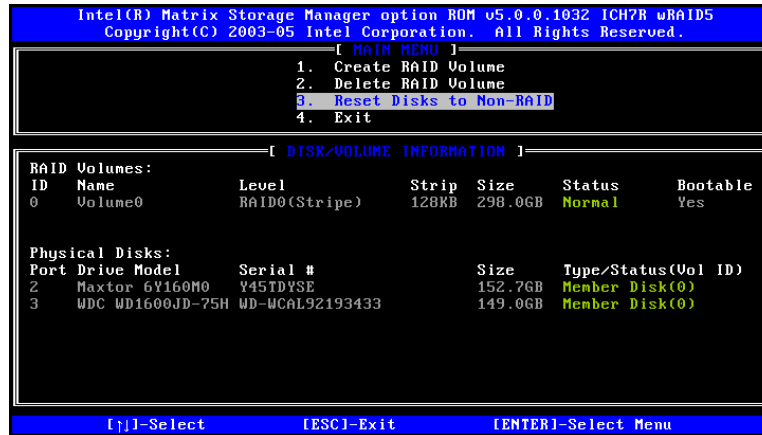 Intel(R) Matrix Storage Manager option ROM v5.0.0.1032 ICH7R wRAID5
Copyright(C) 2003-05 Intel Corporation.  All Rights Reserved.
[ MAIN MENU ]
1.  Create RAID Volume
2.  Delete RAID Volume
3.  Reset Disks to Non-RAID
4.  Exit
[ DISK/VOLUME INFORMATION ]
RAID Volumes:
ID  Name  Level  Strip  Size  Status  Bootable
0  Volume0  RAID0(Stripe)  128KB  298.0GB  Normal  Yes
Physical Disks:
Port Drive Model  Serial #  Size  Type/Status(Vol ID)
2  Maxtor 6Y160M0  Y45TDYSE  152.7GB  Member Disk(0)
3  WDC WD1600JD-75H  WD-WCAL92193433  149.0GB  Member Disk(0)
[↑↓]-Select  [ESC]-Exit  [ENTER]-Select Menu